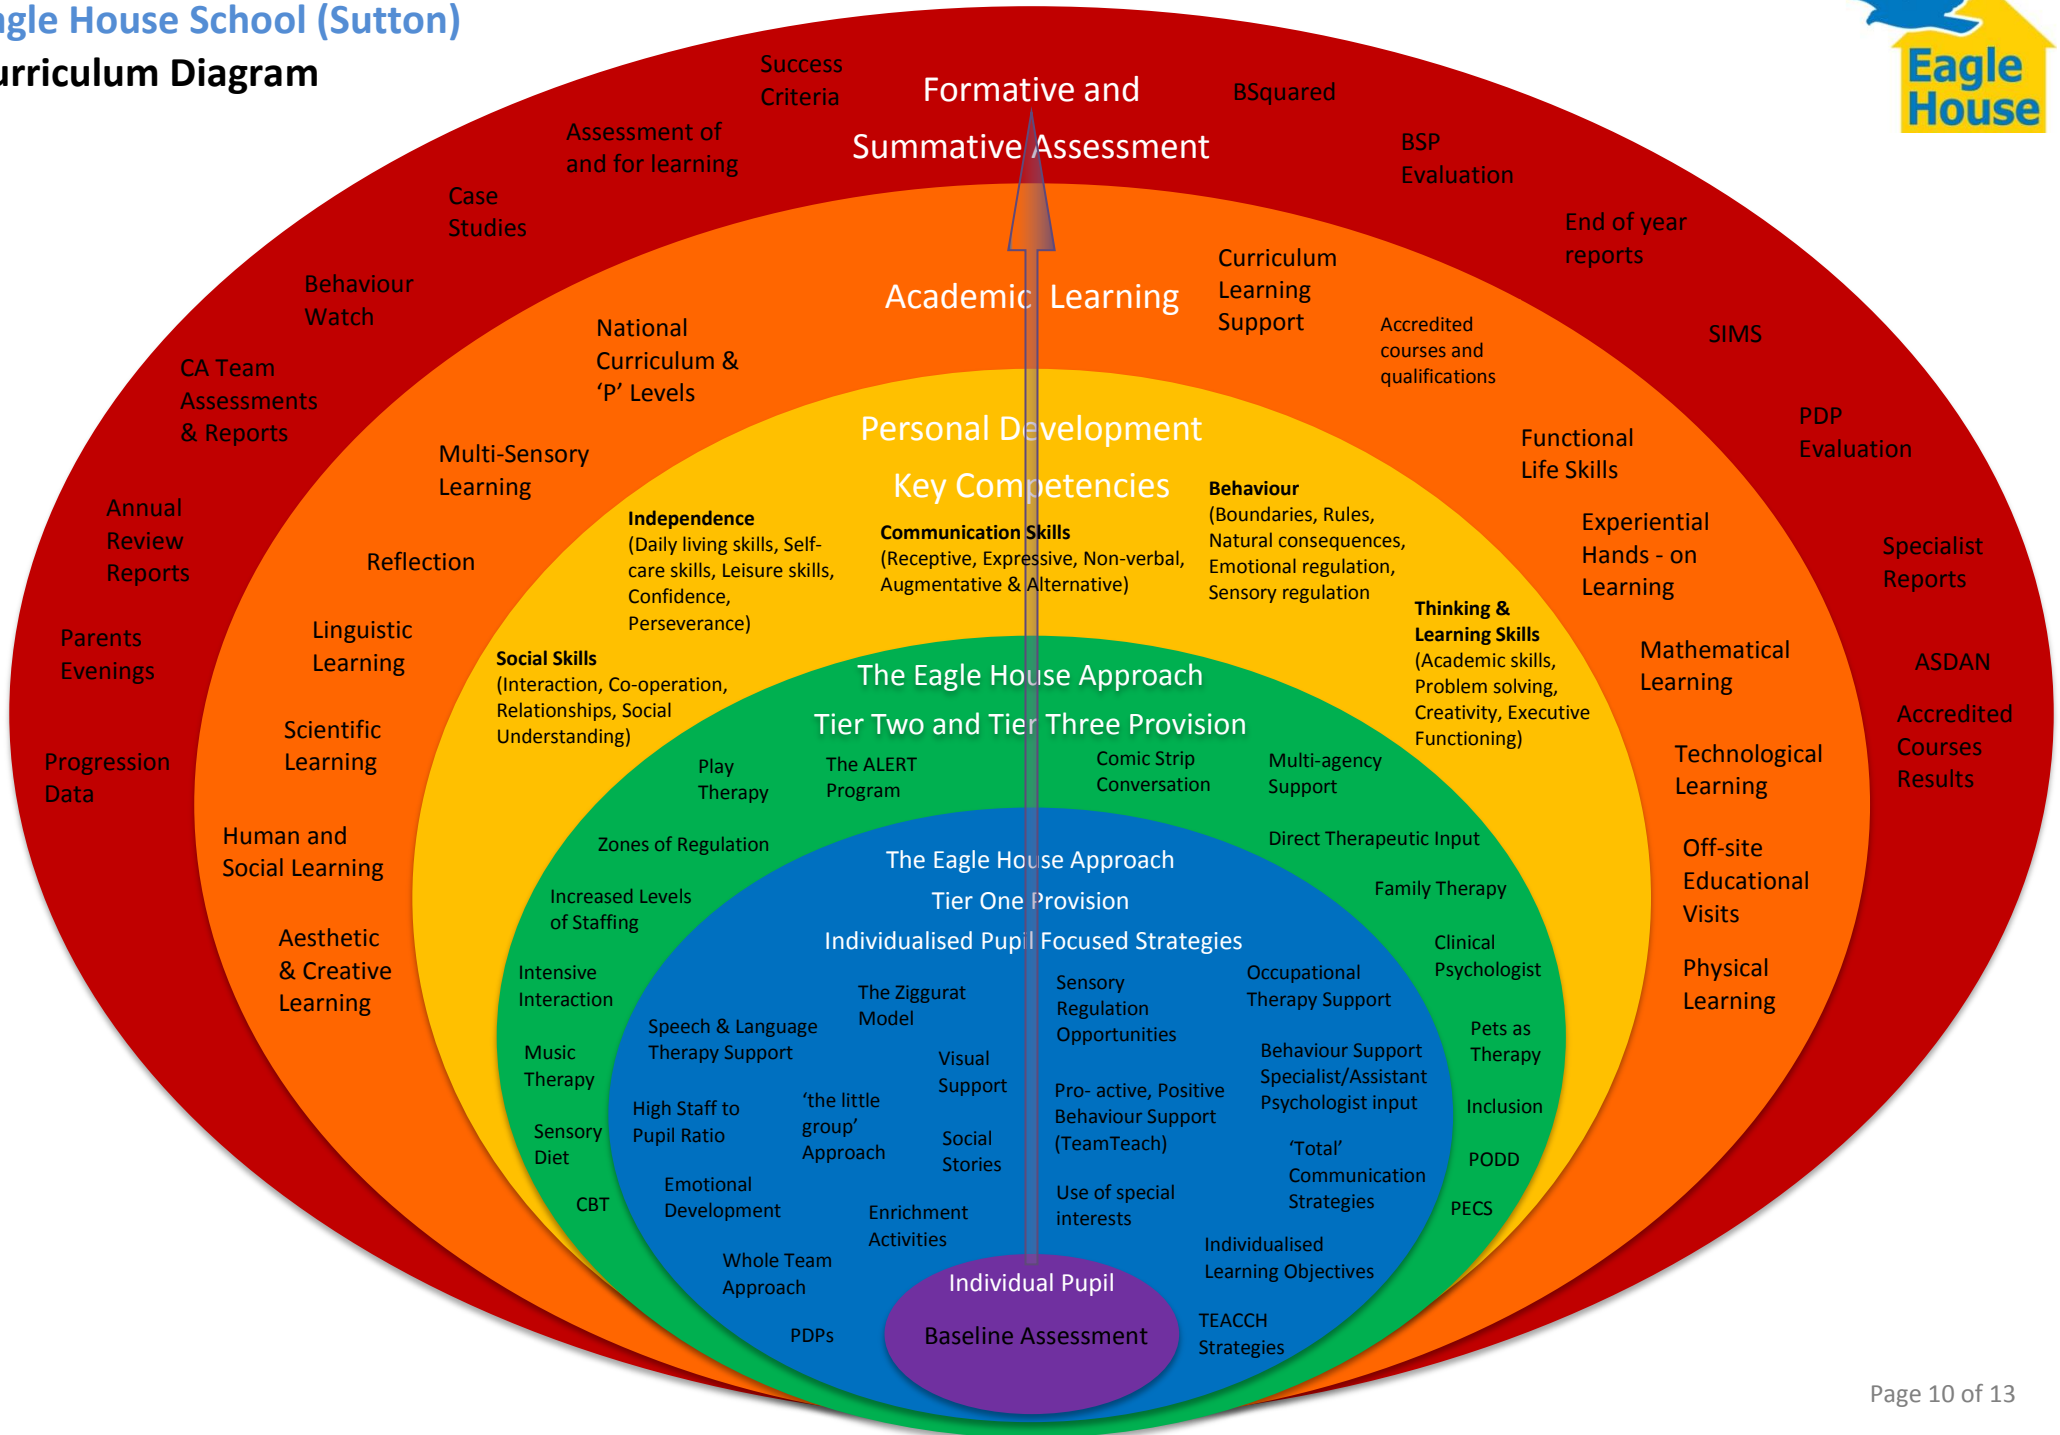 agle House School (Sutton)
urriculum Diagram
Eagle
House
Formative and
Summative Assessment
Success
Criteria
Assessment of
and for learning
Case
Studies
Behaviour
Watch
CA Team
Assessments
& Reports
Annual
Review
Reports
Parents
Evenings
Progression
Data
BSquared
BSP
Evaluation
End of year
reports
SIMS
PDP
Evaluation
Specialist
Reports
ASDAN
Accredited
Courses
Results
Academic Learning
National
Curriculum &
‘P’ Levels
Multi-Sensory
Learning
Reflection
Linguistic
Learning
Scientific
Learning
Human and
Social Learning
Aesthetic
& Creative
Learning
Curriculum
Learning
Support
Accredited
courses and
qualifications
Functional
Life Skills
Experiential
Hands - on
Learning
Mathematical
Learning
Technological
Learning
Off-site
Educational
Visits
Physical
Learning
Personal Development
Key Competencies
Social Skills
(Interaction, Co-operation,
Relationships, Social
Understanding)
Independence
(Daily living skills, Self-
care skills, Leisure skills,
Confidence,
Perseverance)
Communication Skills
(Receptive, Expressive, Non-verbal,
Augmentative & Alternative)
Behaviour
(Boundaries, Rules,
Natural consequences,
Emotional regulation,
Sensory regulation
Thinking &
Learning Skills
(Academic skills,
Problem solving,
Creativity, Executive
Functioning)
The Eagle House Approach
Tier Two and Tier Three Provision
Play
Therapy
The ALERT
Program
Comic Strip
Conversation
Multi-agency
Support
Zones of Regulation
Increased Levels
of Staffing
Intensive
Interaction
Music
Therapy
Sensory
Diet
CBT
Direct Therapeutic Input
Family Therapy
Clinical
Psychologist
Pets as
Therapy
Inclusion
PODD
PECS
The Eagle House Approach
Tier One Provision
Individualised Pupil Focused Strategies
The Ziggurat
Model
Sensory
Regulation
Opportunities
Occupational
Therapy Support
Speech & Language
Therapy Support
Visual
Support
Behaviour Support
Specialist/Assistant
Psychologist input
High Staff to
Pupil Ratio
‘the little
group’
Approach
Social
Stories
Pro- active, Positive
Behaviour Support
(TeamTeach)
‘Total’
Communication
Strategies
Emotional
Development
Enrichment
Activities
Use of special
interests
Whole Team
Approach
Individualised
Learning Objectives
PDPs
TEACCH
Strategies
Individual Pupil
Baseline Assessment
Page 10 of 13